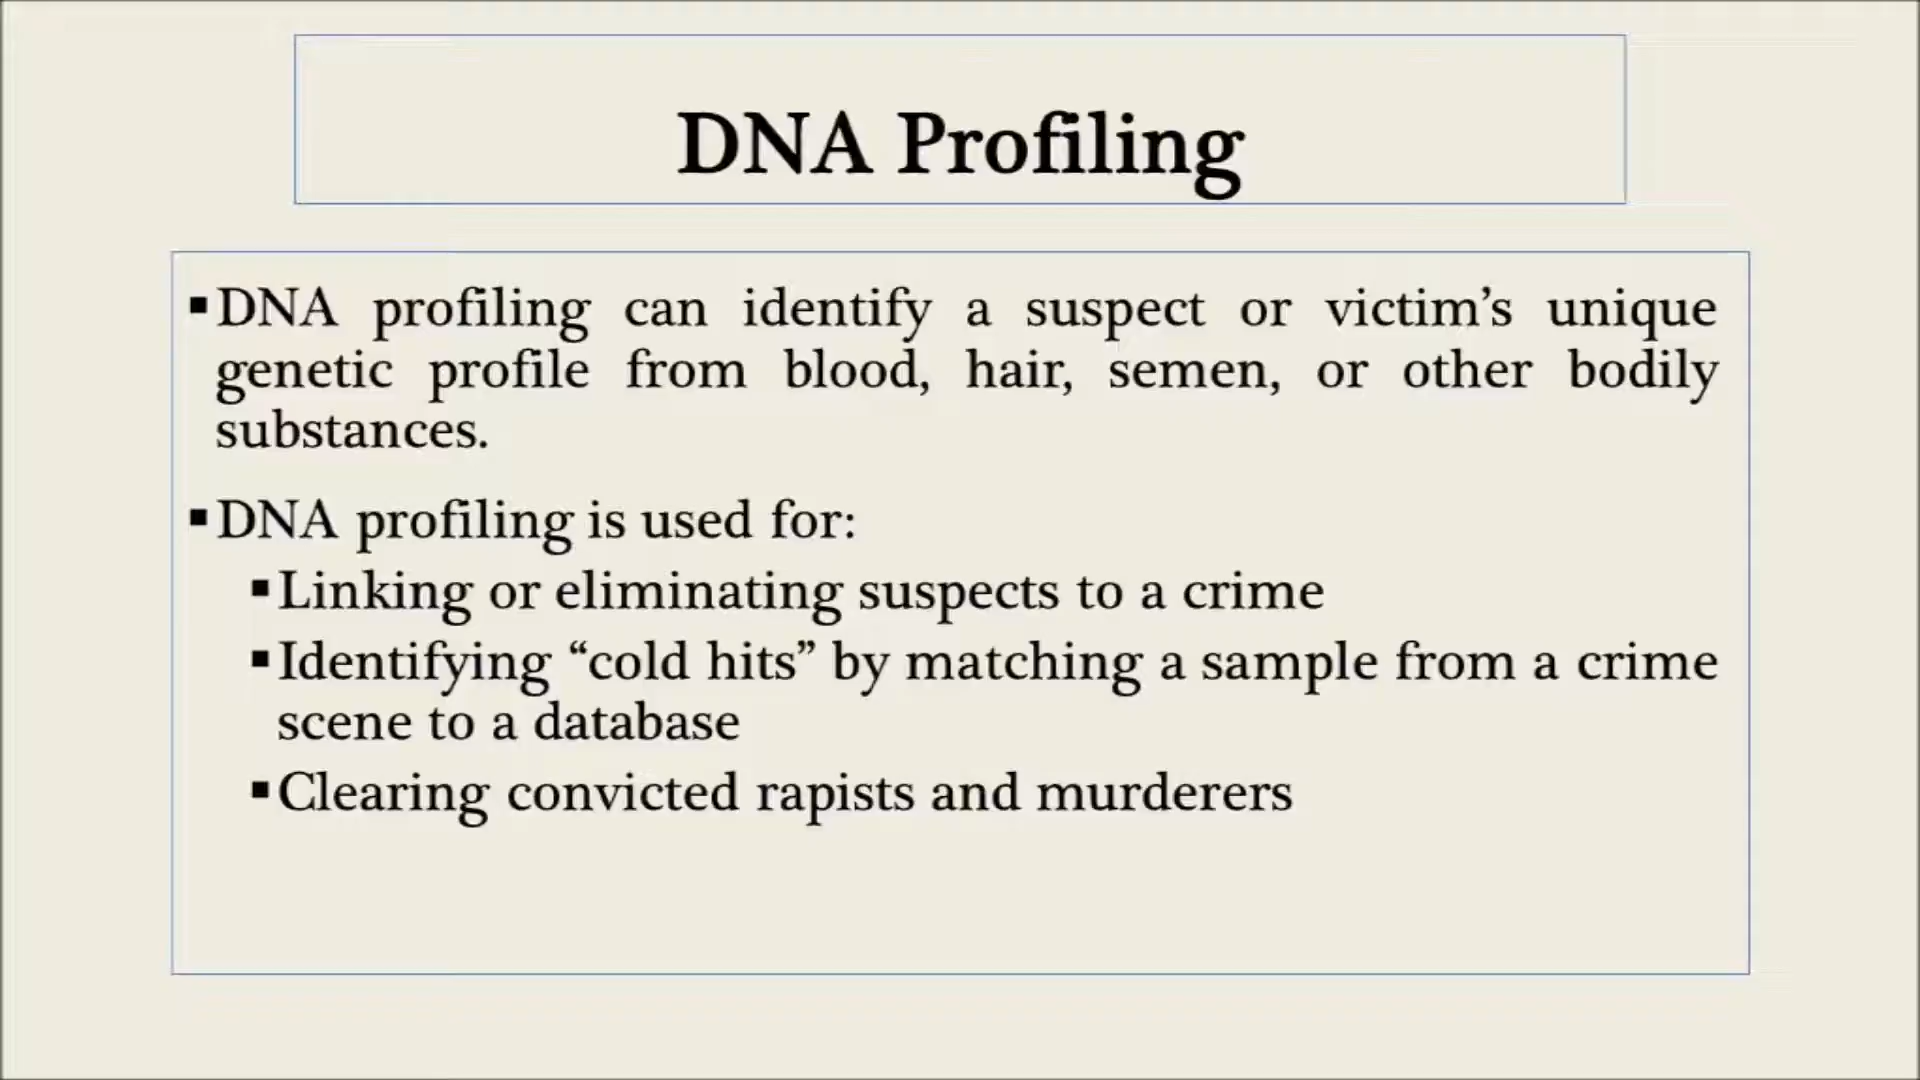 DNA Profiling
▪DNA profiling can identify a suspect or victim’s unique
genetic profile from blood, hair, semen, or other bodily
substances.
▪DNA profiling is used for:
▪Linking or eliminating suspects to a crime
▪Identifying “cold hits” by matching a sample from a crime
scene to a database
▪Clearing convicted rapists and murderers